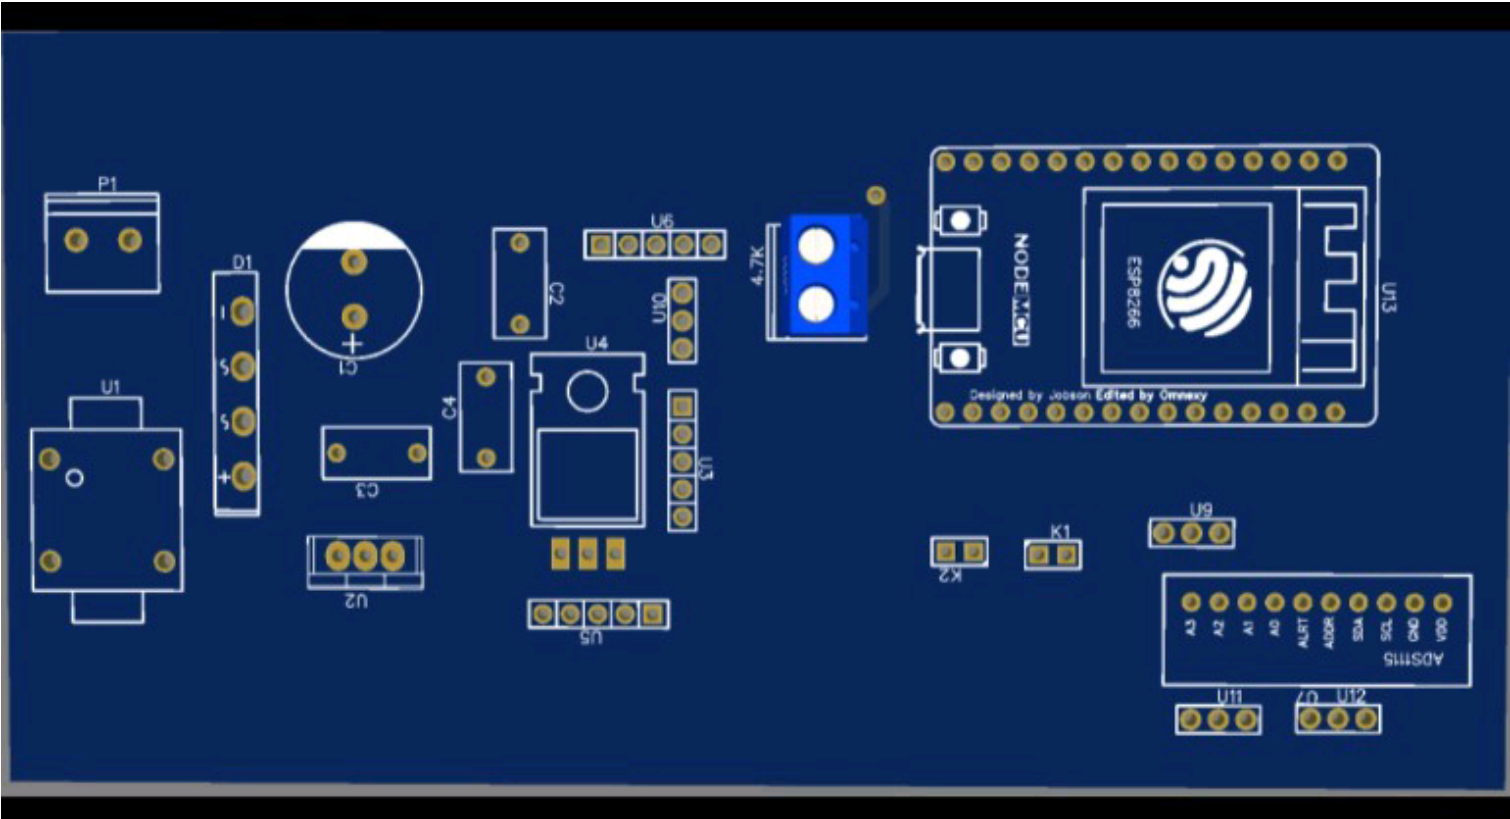 P1
D1
-
S
S
+
U1
+
C1
C2
C4
C3
U2
U6
U10
U4
U3
U5
4.7K
NODEMCU
ESP8266
U13
Designed by Jobson Edited by Omnexy
K2
K1
U9
A3
A2
A1
A0
ALRT
ADDR
SDA
SCL
GND
VDD
ADS1115
U11
U7
U12